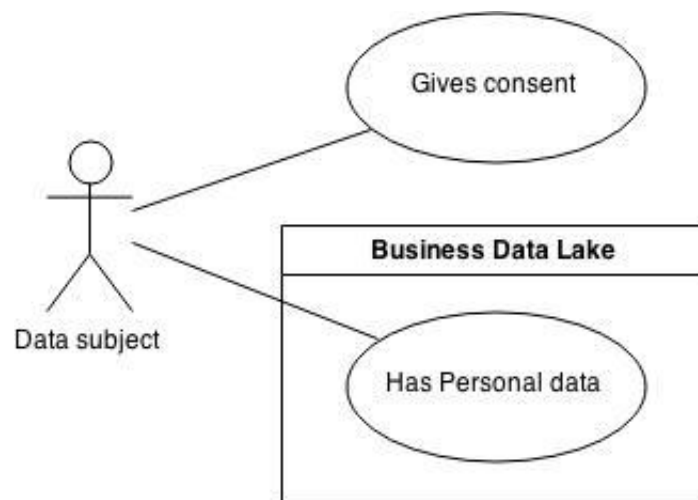 Gives consent
Business Data Lake
Data subject
Has Personal data